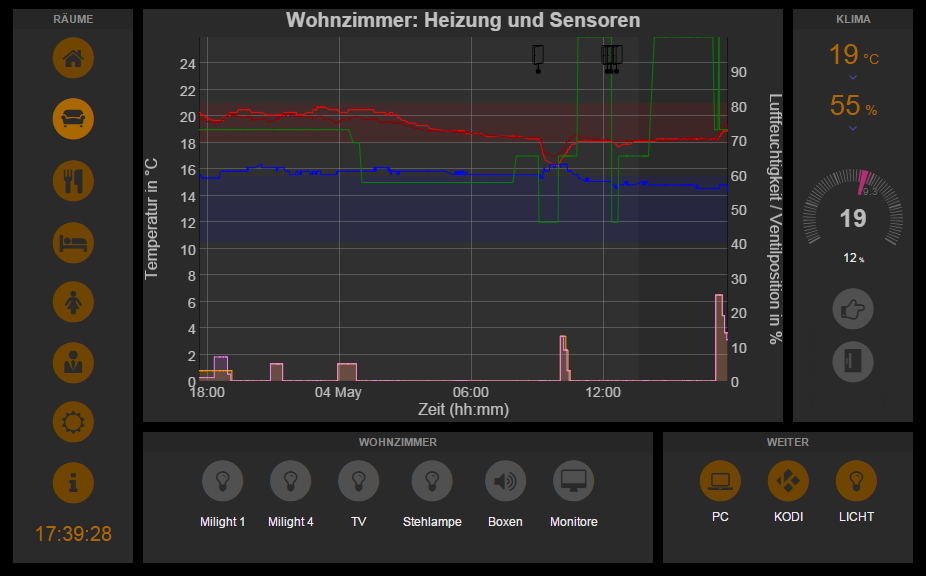 RÄUME
17:39:28
Wohnzimmer: Heizung und Sensoren
Temperatur in °C
24
22
20
18
16
14
12
10
8
6
4
2
0
90
80
70
60
50
40
30
20
10
0
Luftfeuchtigkeit / Ventilposition in %
18:00
04 May
06:00
12:00
Zeit (hh:mm)
KLIMA
19 °C
55 %
9.3
19
12 %
WOHNZIMMER
Milight 1
Milight 4
TV
Stehlampe
Boxen
Monitore
WEITER
PC
KODI
LICHT